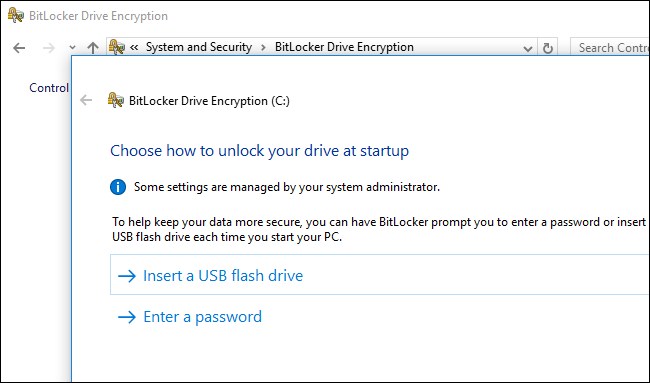 BitLocker Drive Encryption
« System and Security > BitLocker Drive Encryption
Search Contro
Control
BitLocker Drive Encryption (C:)
Choose how to unlock your drive at startup
Some settings are managed by your system administrator.
To help keep your data more secure, you can have BitLocker prompt you to enter a password or insert
USB flash drive each time you start your PC.
Insert a USB flash drive
Enter a password